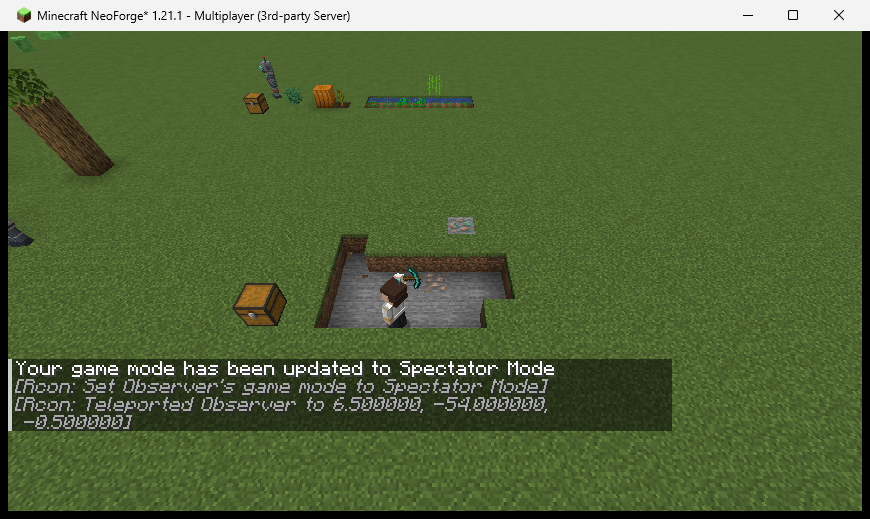 Minecraft NeoForge* 1.21.1 - Multiplayer (3rd-party Server)
Your game mode has been updated to Spectator Mode
[Rcon: Set Observer's game mode to Spectator Mode]
[Rcon: Teleported Observer to 6.500000, -54.000000,
-0.500000]